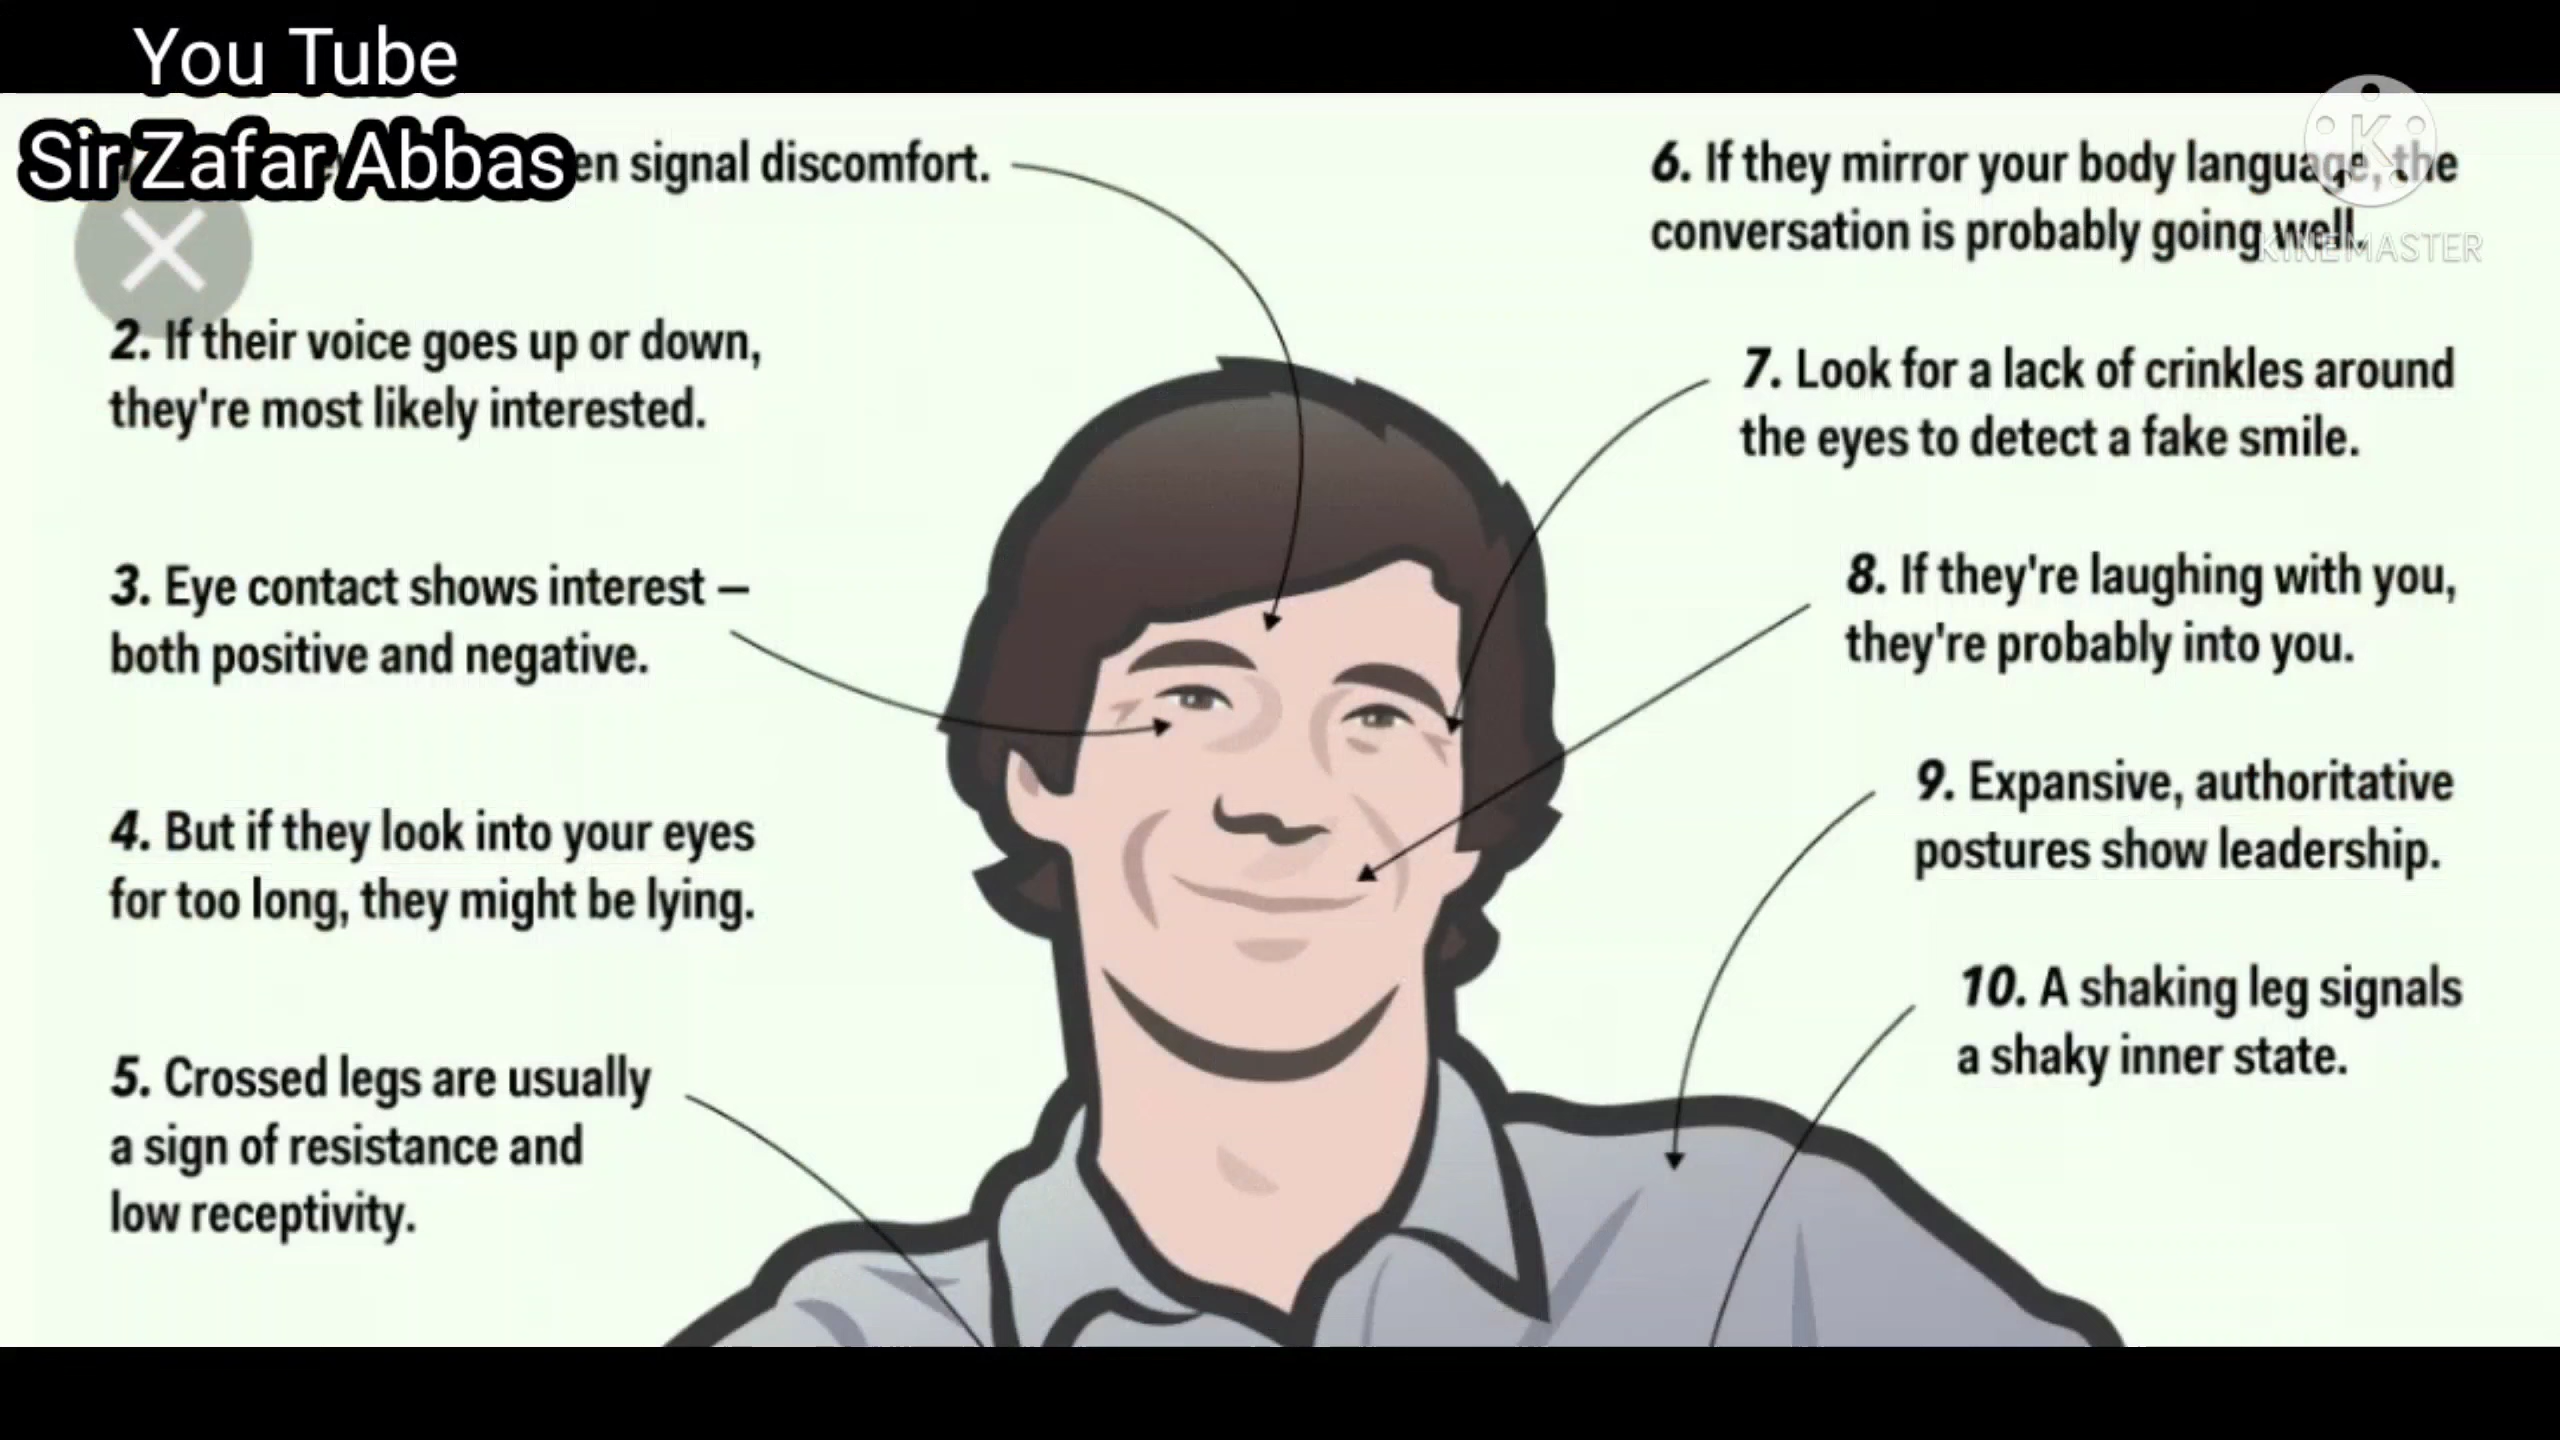 You Tube
Sir Zafar Abbas
en signal discomfort.
2. If their voice goes up or down,
they're most likely interested.
3. Eye contact shows interest –
both positive and negative.
4. But if they look into your eyes
for too long, they might be lying.
5. Crossed legs are usually
a sign of resistance and
low receptivity.
6. If they mirror your body language, the
conversation is probably going well.
7. Look for a lack of crinkles around
the eyes to detect a fake smile.
8. If they're laughing with you,
they're probably into you.
9. Expansive, authoritative
postures show leadership.
10. A shaking leg signals
a shaky inner state.
K
KINEMASTER